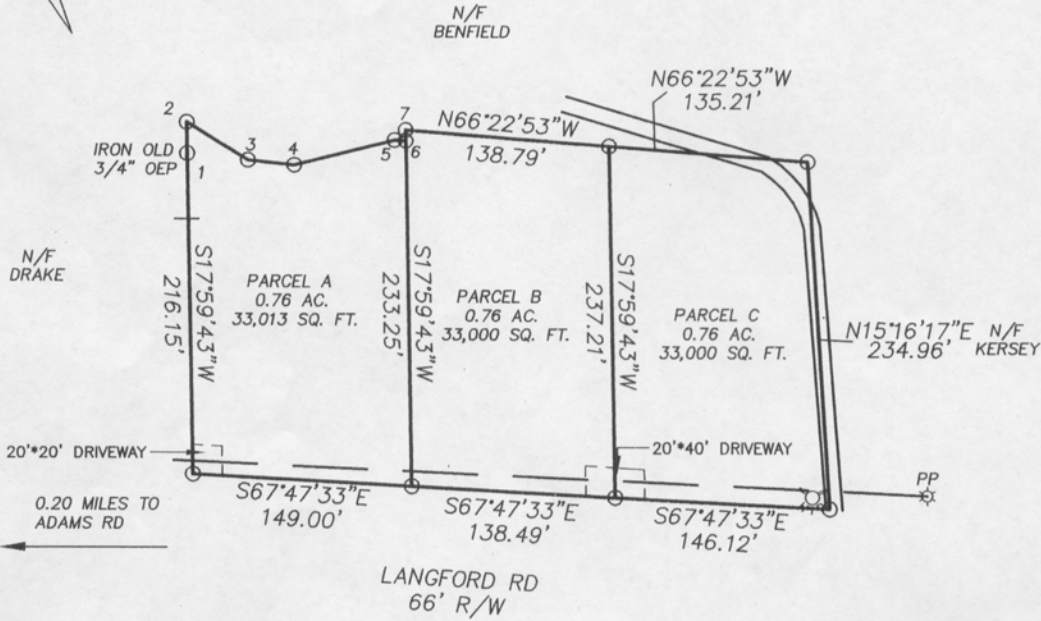 N/F
BENFIELD
N66°22'53"W
135.21'
2
7
N66°22'53"W
138.79'
IRON OLD
3/4" OEP
1
3
4
5
6
N/F
DRAKE
S17°59'43"W
216.15'
PARCEL A
0.76 AC.
33,013 SQ. FT.
S17°59'43"W
233.25'
PARCEL B
0.76 AC.
33,000 SQ. FT.
S17°59'43"W
237.21'
PARCEL C
0.76 AC.
33,000 SQ. FT.
N15°16'17"E
234.96'
N/F
KERSEY
20'*20' DRIVEWAY
20'*40' DRIVEWAY
PP
0.20 MILES TO
ADAMS RD
S67°47'33"E
149.00'
S67°47'33"E
138.49'
S67°47'33"E
146.12'
LANGFORD RD
66' R/W